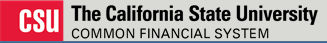 CSU The California State University
COMMON FINANCIAL SYSTEM